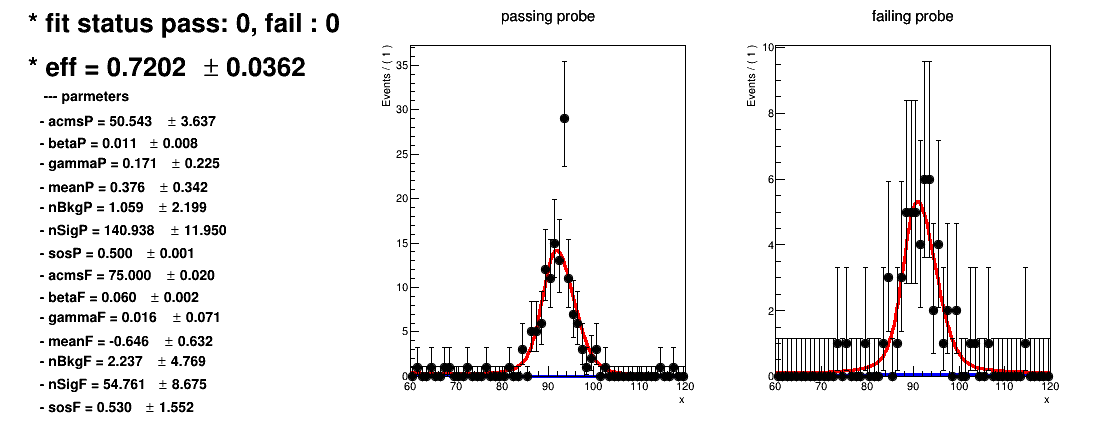 * fit status pass: 0, fail : 0
* eff = 0.7202 ± 0.0362
--- parmeters
- acmsP = 50.543 ± 3.637
- betaP = 0.011 ± 0.008
- gammaP = 0.171 ± 0.225
- meanP = 0.376 ± 0.342
- nBkgP = 1.059 ± 2.199
- nSigP = 140.938 ± 11.950
- sosP = 0.500 ± 0.001
- acmsF = 75.000 ± 0.020
- betaF = 0.060 ± 0.002
- gammaF = 0.016 ± 0.071
- meanF = -0.646 ± 0.632
- nBkgF = 2.237 ± 4.769
- nSigF = 54.761 ± 8.675
- sosF = 0.530 ± 1.552
passing probe
Events / ( 1 )
35
30
25
20
15
10
5
0
60 70 80 90 100 110 120
x
failing probe
Events / ( 1 )
10
8
6
4
2
0
60 70 80 90 100 110 120
x